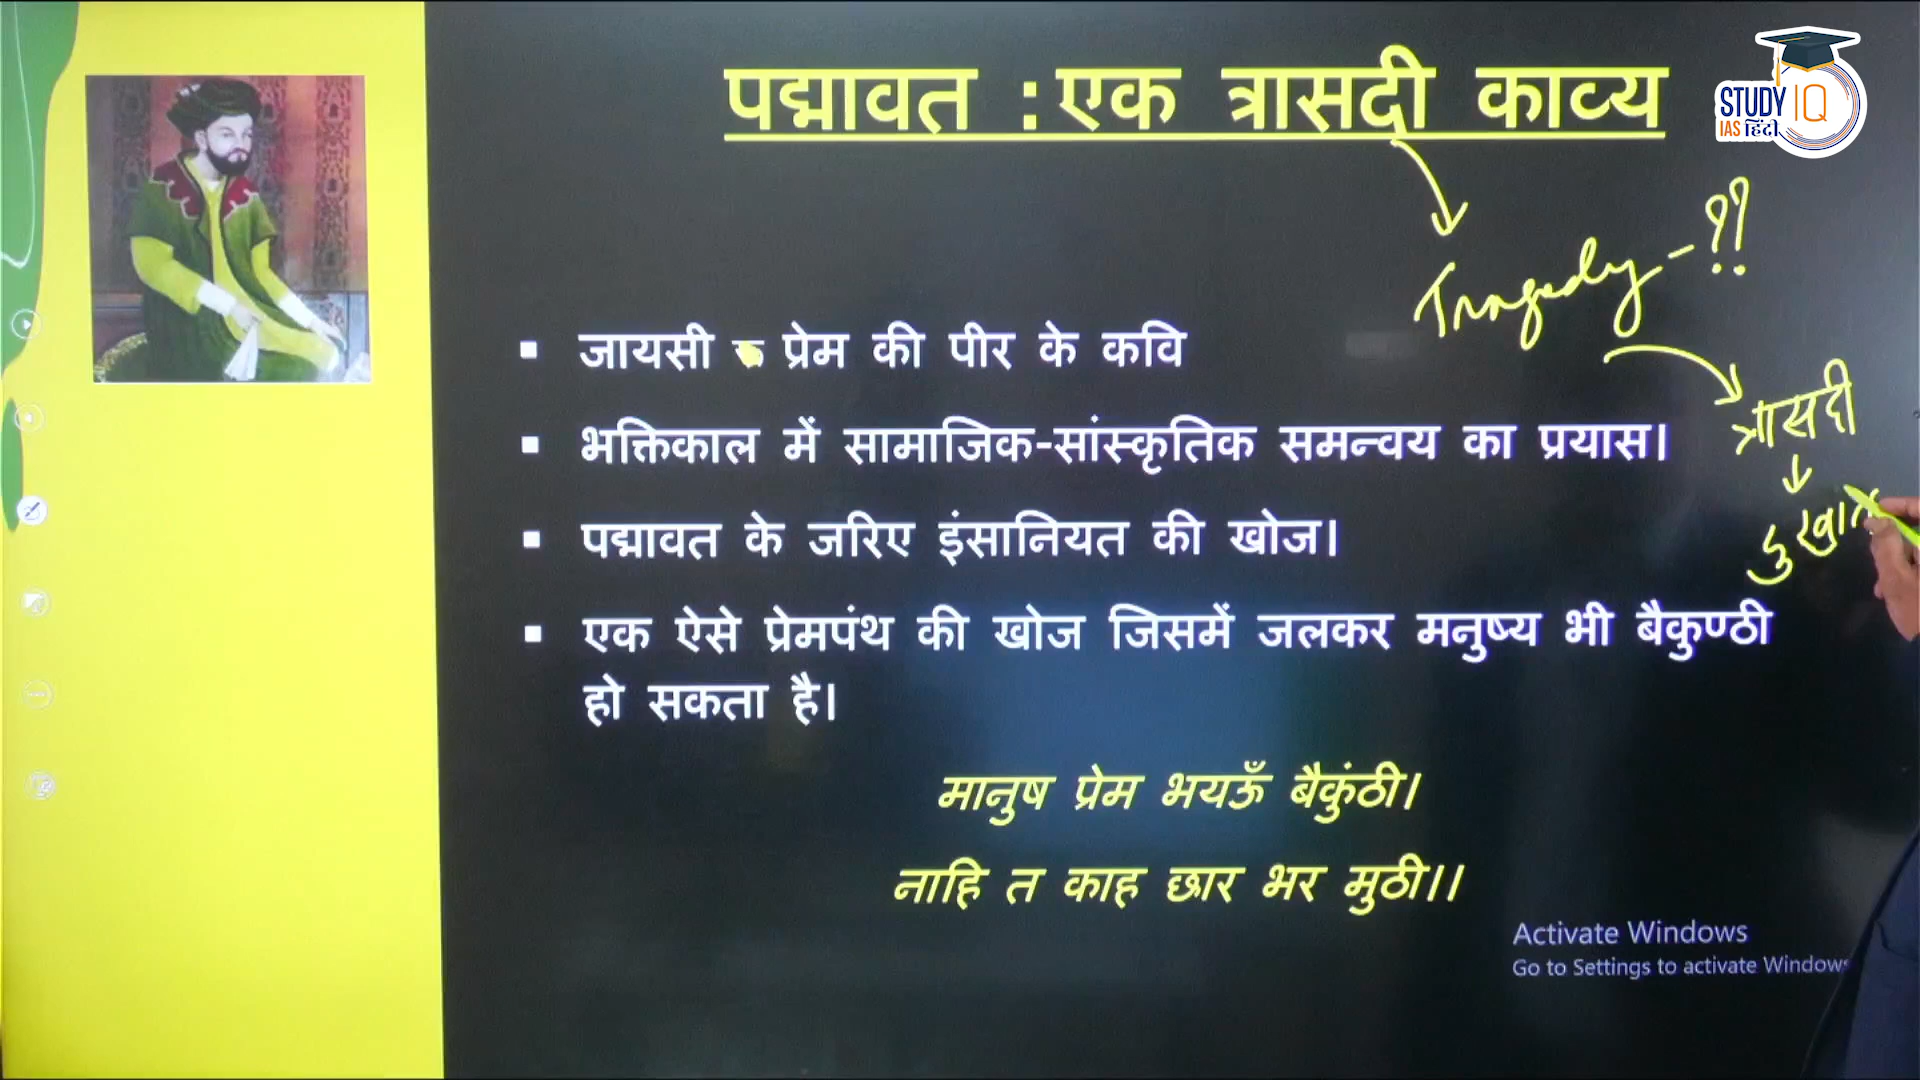 पद्मावत : एक त्रासदी काव्य
STUDY IQ
IAS हिंदी
Tragedy - ??
त्रासदी
जायसी प्रेम की पीर के कवि
भक्तिकाल में सामाजिक-सांस्कृतिक समन्वय का प्रयास।
पद्मावत के जरिए इंसानियत की खोज।
एक ऐसे प्रेमपंथ की खोज जिसमें जलकर मनुष्य भी बैकुण्ठी
हो सकता है।
मानुष प्रेम भयऊँ बैकुंठी।
नाहि त काह छार भर मुठी।।
Activate Windows
Go to Settings to activate Windows